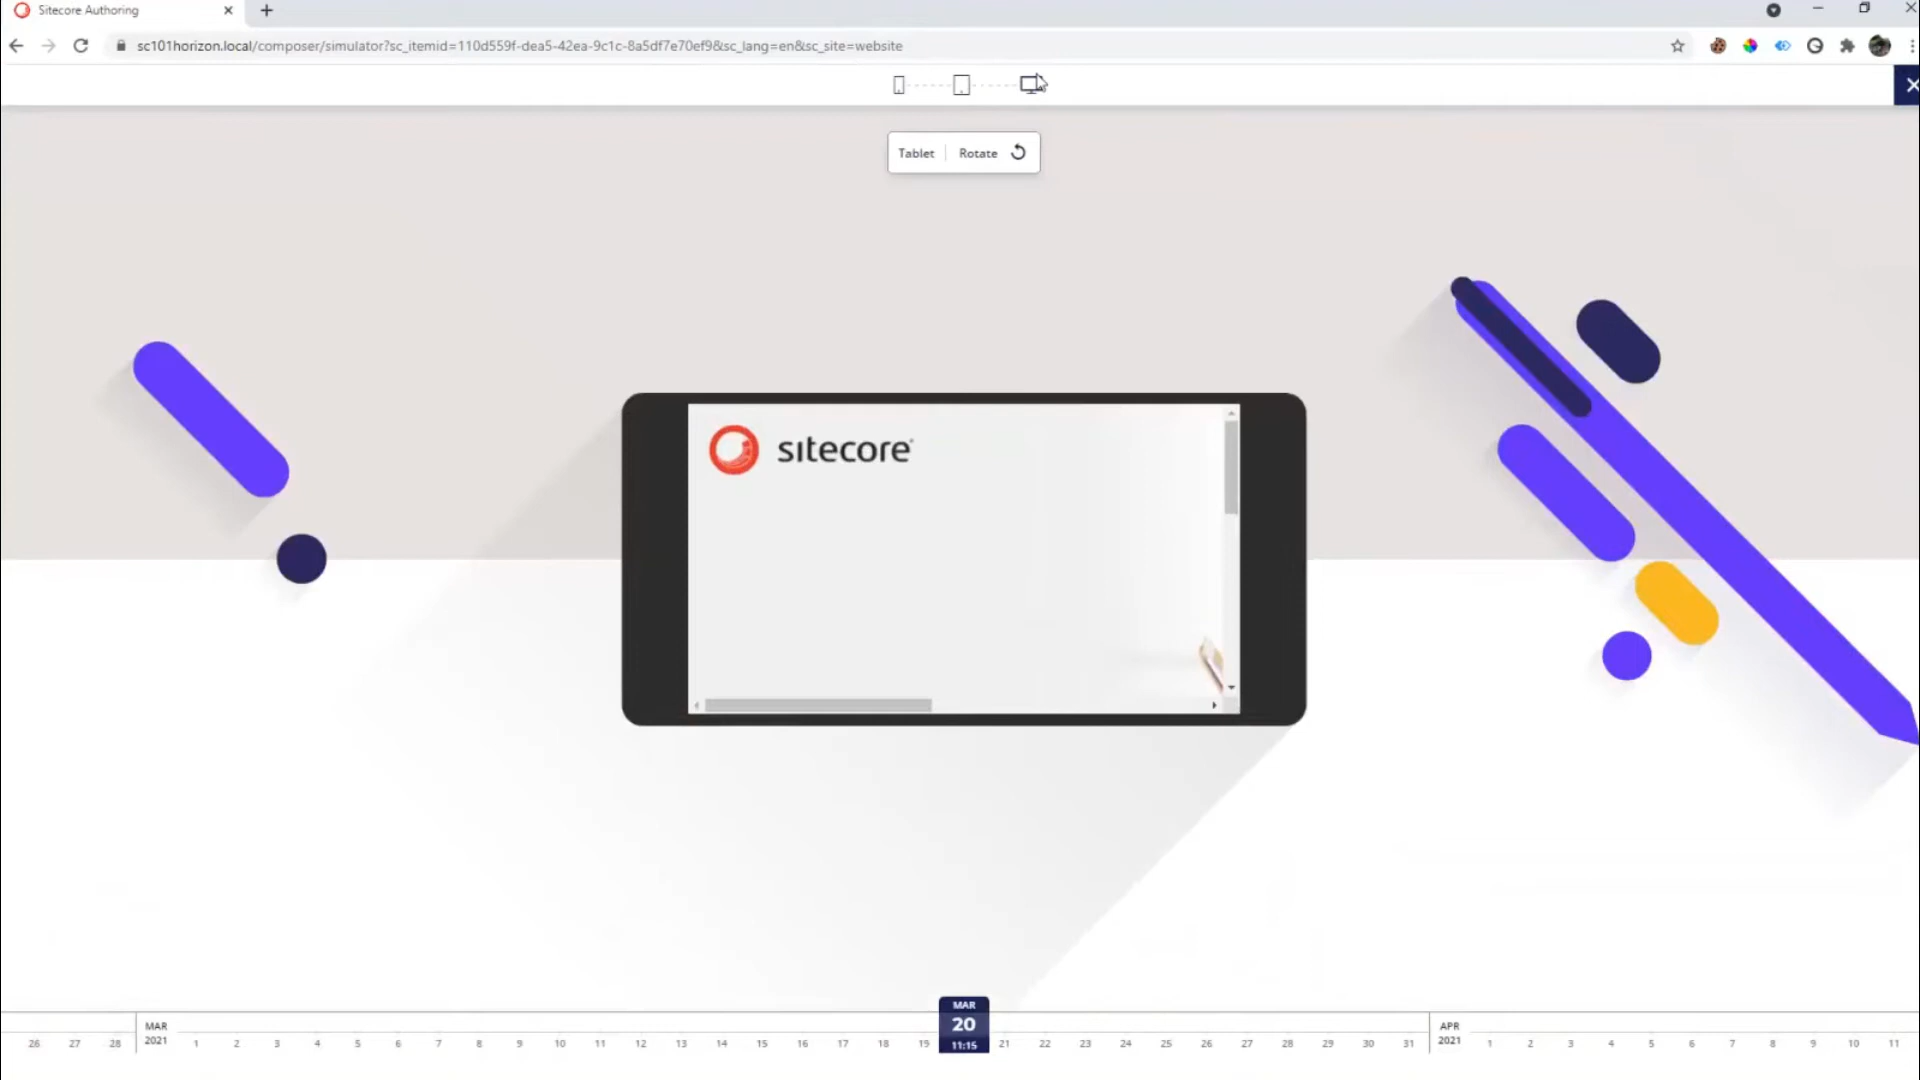 Sitecore Authoring
sc101horizon.local/composer/simulator?sc_itemid=110d559f-dea5-42ea-9c1c-8a5df7e70ef9&sc_lang=en&sc_site=website
Tablet Rotate
sitecore
MAR
20
11:15
26 27 28 MAR 2021 1 2 3 4 5 6 7 8 9 10 11 12 13 14 15 16 17 18 19 21 22 23 24 25 26 27 28 29 30 31 APR 2021 1 2 3 4 5 6 7 8 9 10 11